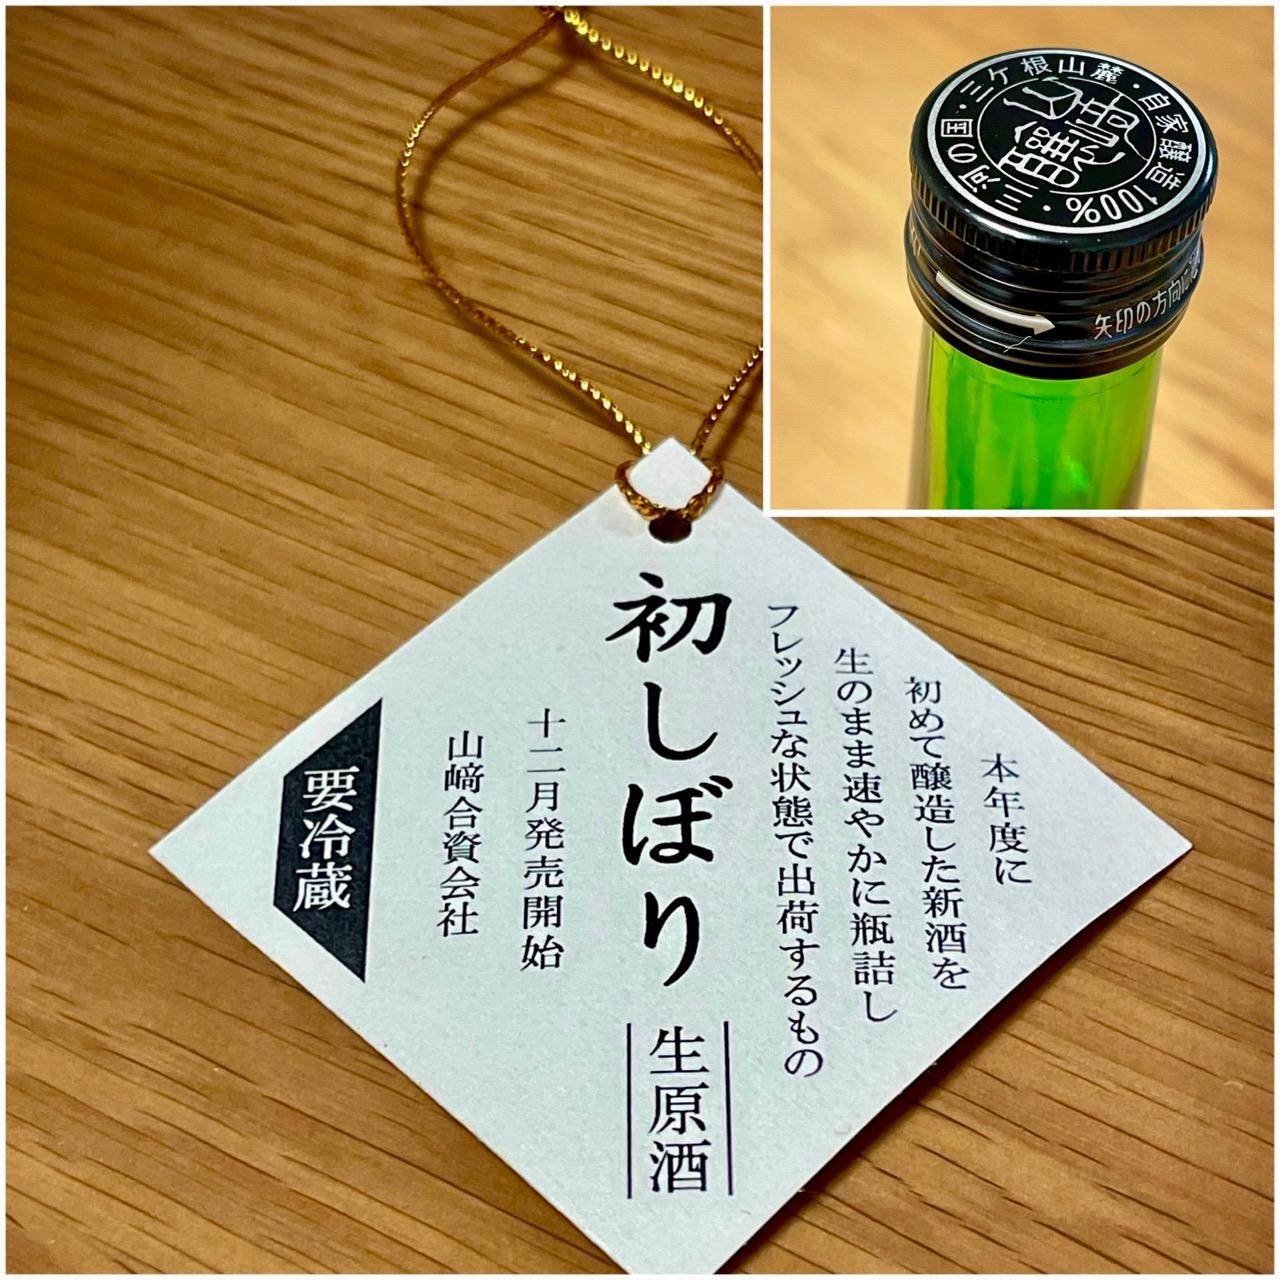 本年度に
初めて醸造した新酒を
生のまま速やかに瓶詰し
フレッシュな状態で出荷するもの
初しぼり
生原酒
十二月発売開始
山﨑合資会社
要冷蔵
三河の国・三ケ根山麓・自家醸造100%・
矢印の方向に